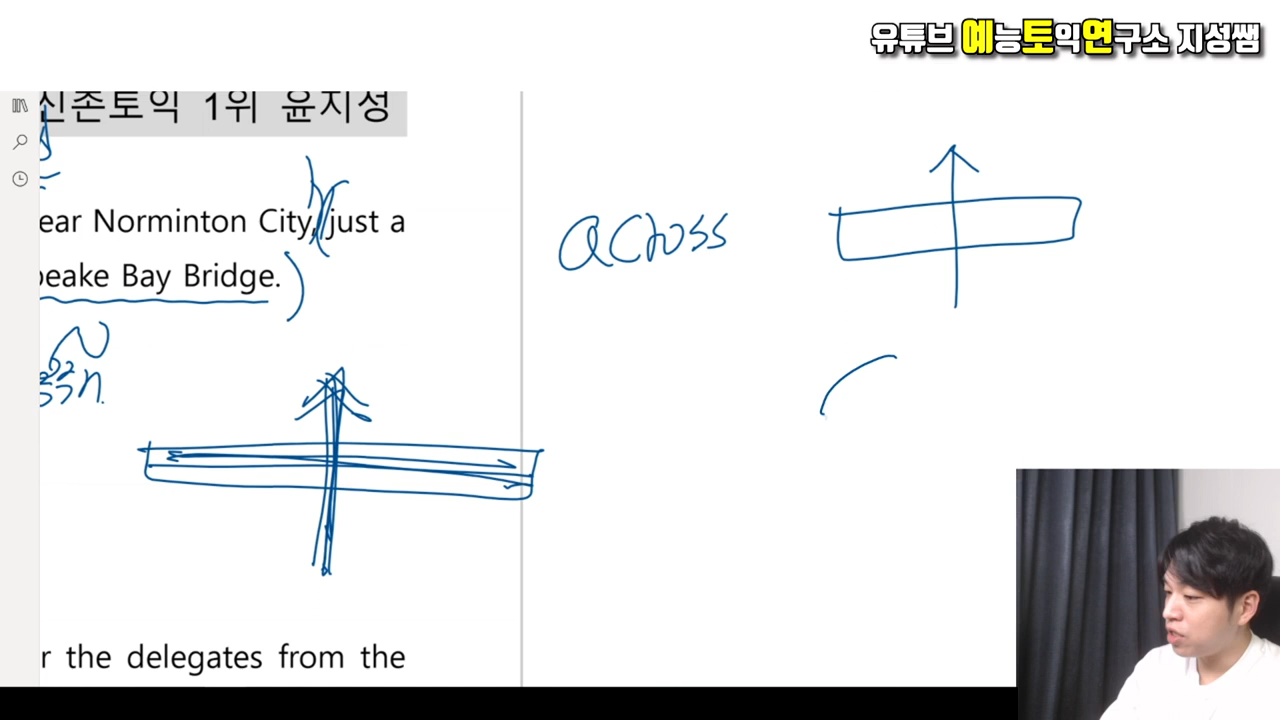 유튜브 예능토익연구소 지성쌤
신촌토익 1위 윤지성
ear Norminton City, just a
peake Bay Bridge.
across
r the delegates from the